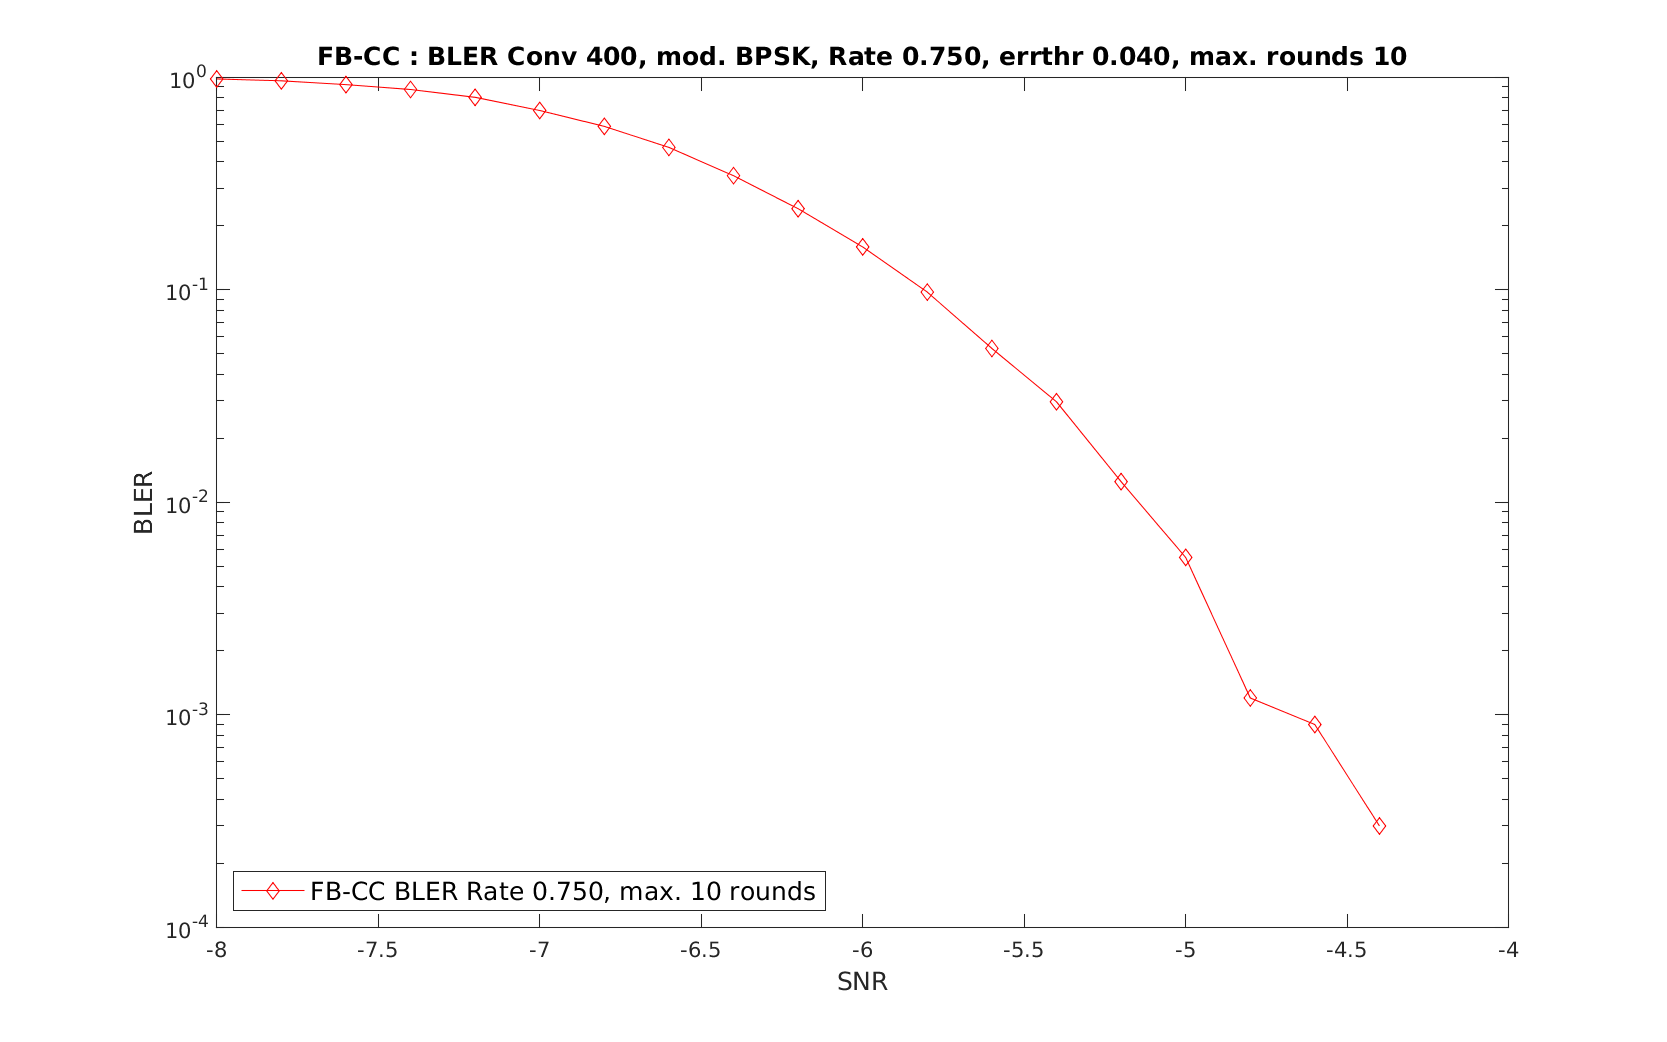 FB-CC : BLER Conv 400, mod. BPSK, Rate 0.750, errthr 0.040, max. rounds 10
10^0
10^-1
10^-2
10^-3
10^-4
BLER
FB-CC BLER Rate 0.750, max. 10 rounds
-8 -7.5 -7 -6.5 -6 -5.5 -5 -4.5 -4
SNR